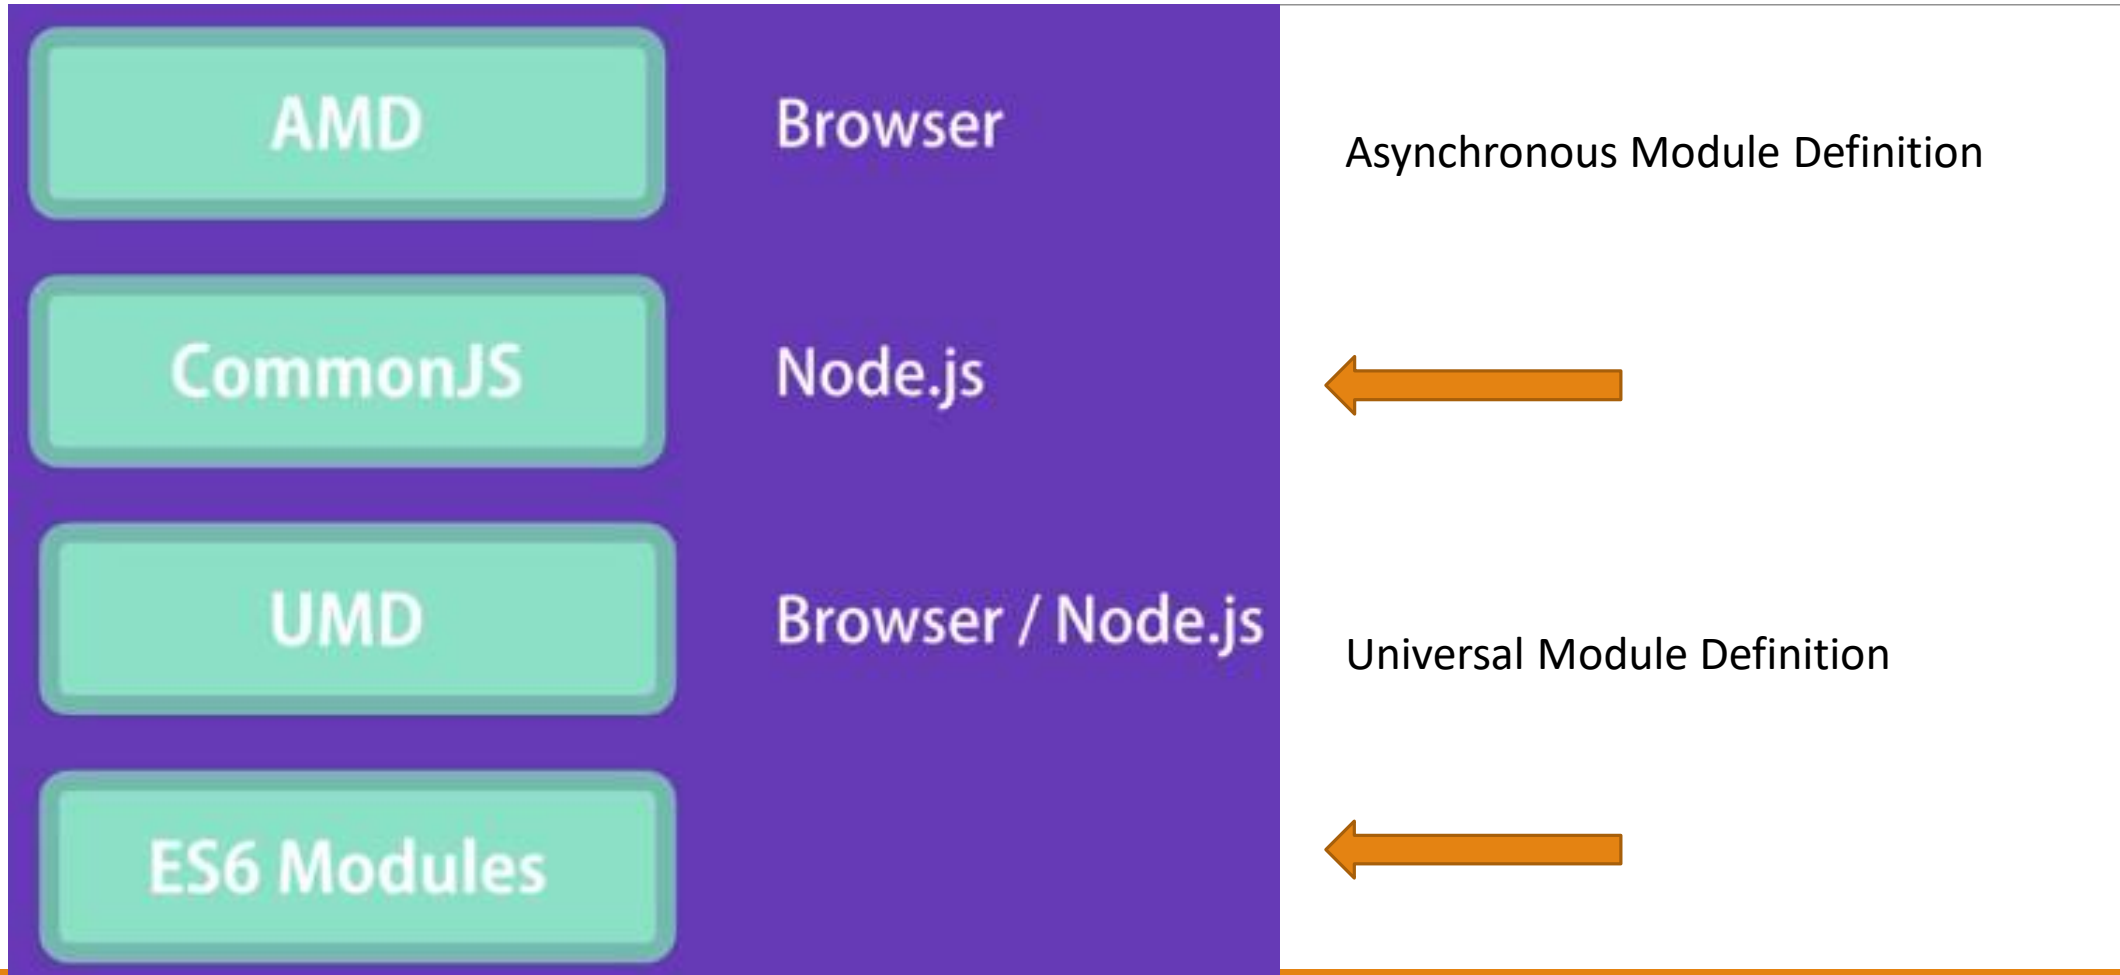 AMD
Browser
Asynchronous Module Definition
CommonJS
Node.js
UMD
Browser / Node.js
Universal Module Definition
ES6 Modules